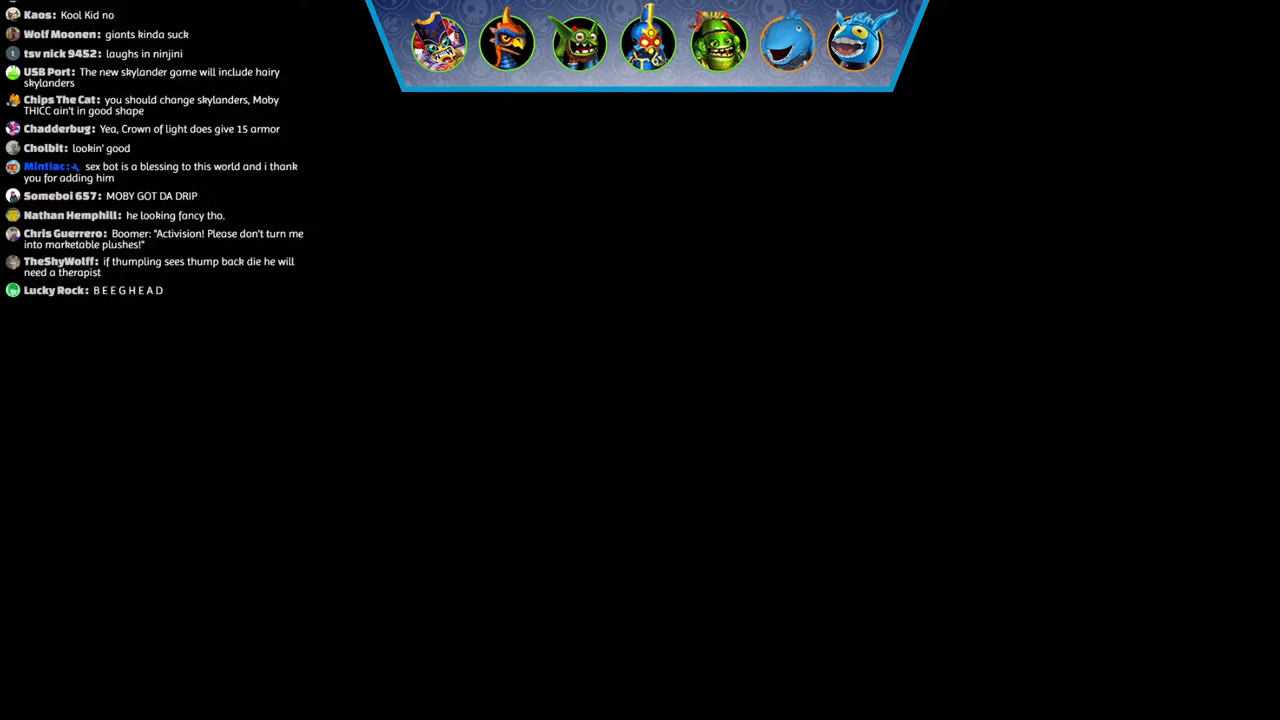 Kaos: Kool Kid no
Wolf Moonen: giants kinda suck
tsv nick 9452: laughs in ninjini
USB Port: The new skylander game will include hairy
skylanders
Chips The Cat: you should change skylanders, Moby
THICC ain't in good shape
Chadderbug: Yea, Crown of light does give 15 armor
Cholbit: lookin' good
Mintiac: sex bot is a blessing to this world and i thank
you for adding him
Someboi 657: MOBY GOT DA DRIP
Nathan Hemphill: he looking fancy tho.
Chris Guerrero: Boomer: "Activision! Please don't turn me
into marketable plushes!"
TheShyWolff: if thumpling sees thump back die he will
need a therapist
Lucky Rock: B E E G H E A D